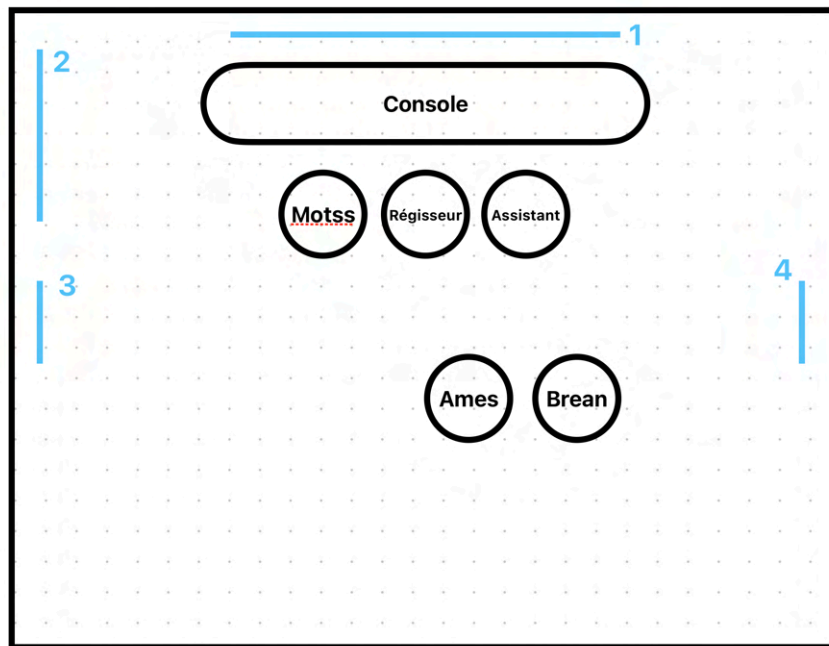 1
2
Console
Motss
Régisseur
Assistant
3
4
Ames
Brean